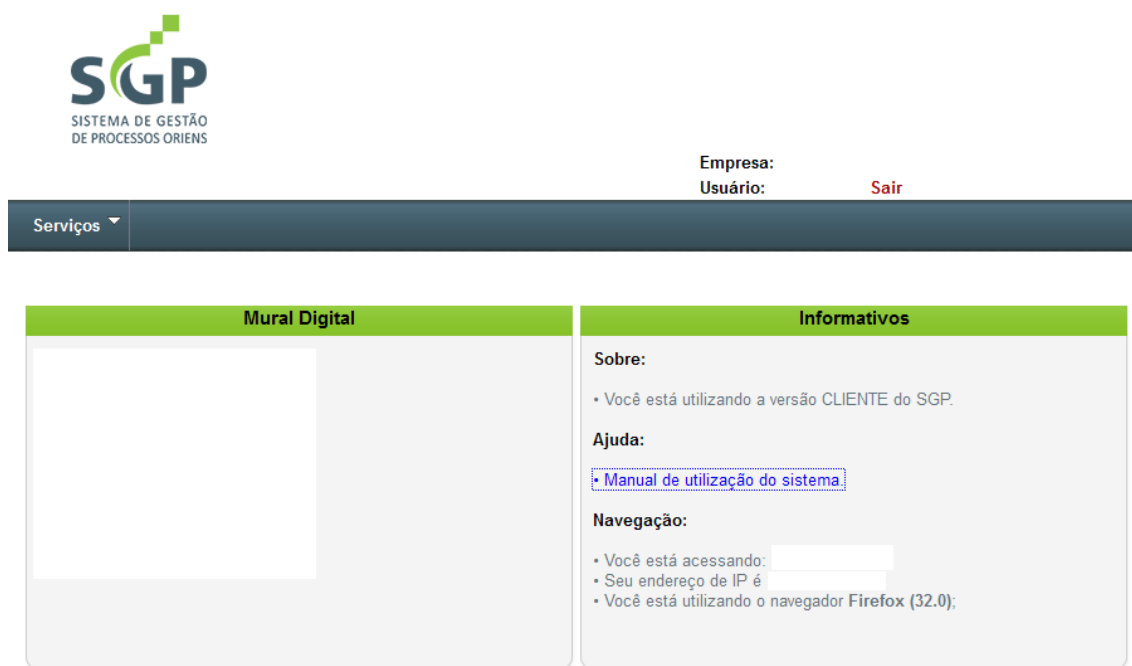 SGP
SISTEMA DE GESTÃO
DE PROCESSOS ORIENS
Empresa:
Usuário: Sair
Serviços
Mural Digital
Informativos
Sobre:
• Você está utilizando a versão CLIENTE do SGP.
Ajuda:
• Manual de utilização do sistema.
Navegação:
• Você está acessando:
• Seu endereço de IP é
• Você está utilizando o navegador Firefox (32.0);